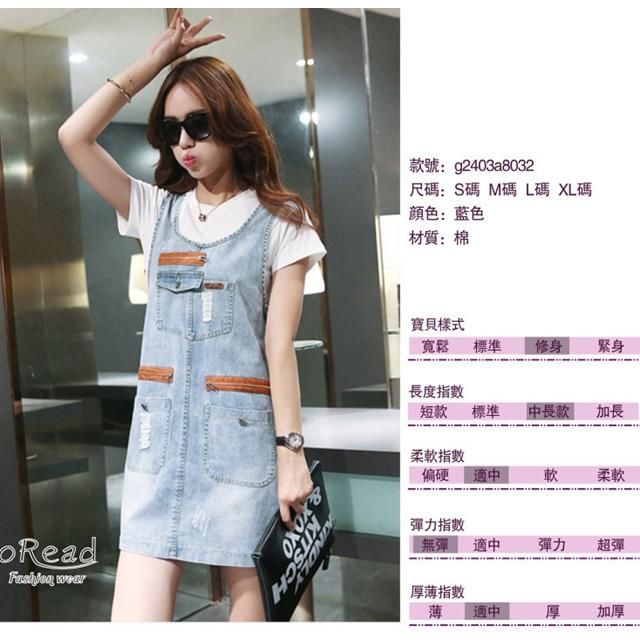 款號：g2403a8032
尺碼：S碼 M碼 L碼 XL碼
顏色：藍色
材質：棉
寶貝樣式
寬鬆 標準 修身 緊身
長度指數
短款 標準 中長款 加長
柔軟指數
偏硬 適中 軟 柔軟
彈力指數
無彈 適中 彈力 超彈
厚薄指數
薄 適中 厚 加厚
oRead
Fashion wear
& XOXO
KITSCH